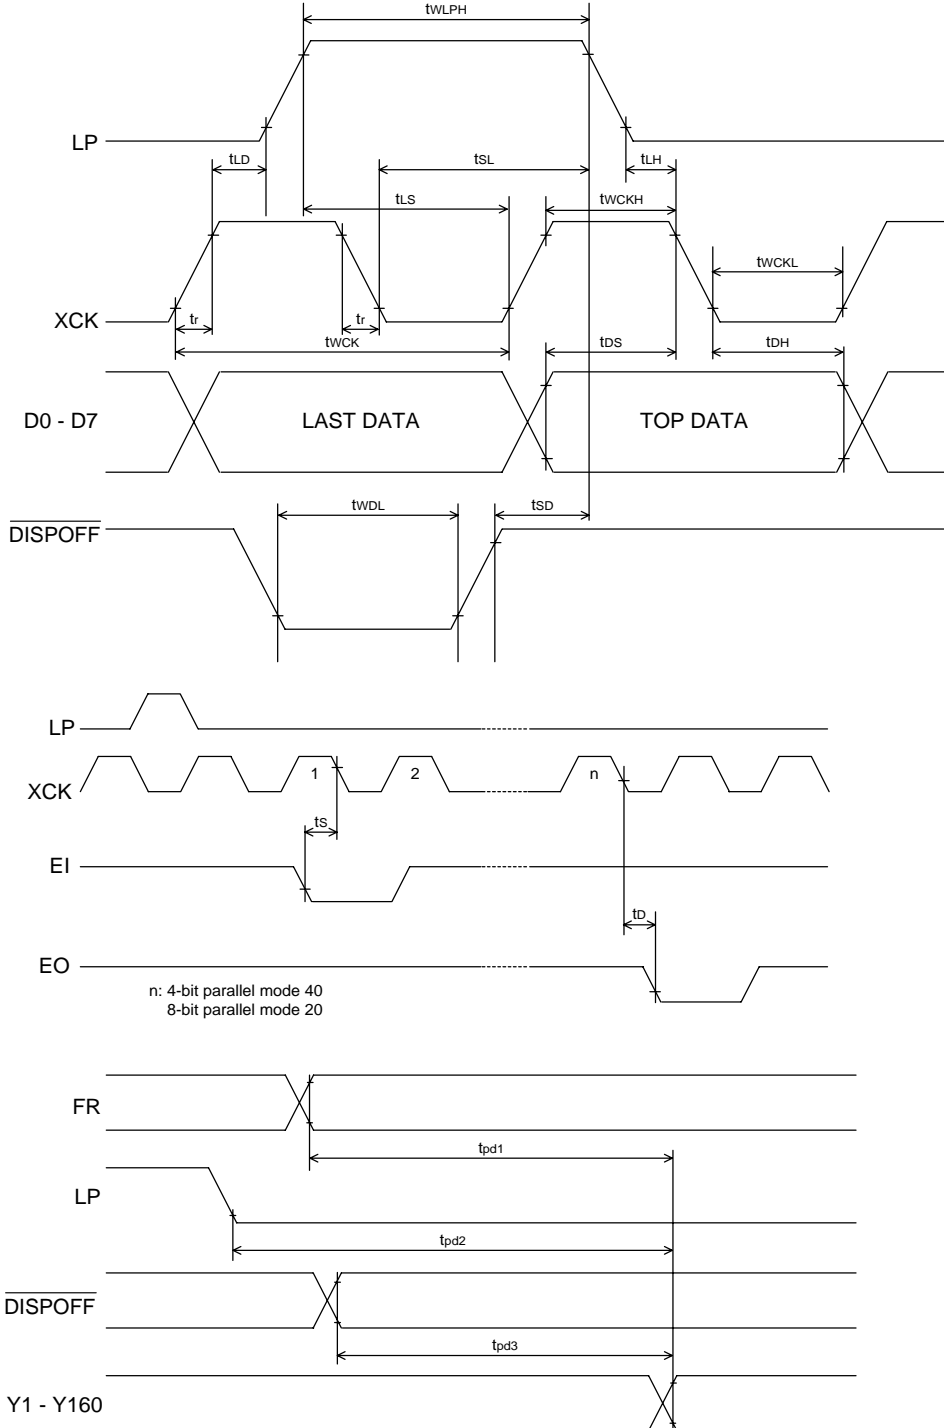 tWLPH
LP
tLD
tSL
tLH
tLS
tWCKH
tWCKL
XCK
tr
tr
tWCK
tDS
tDH
D0 - D7
LAST DATA
TOP DATA
tWDL
tSD
DISPOFF
LP
XCK
1
2
n
tS
EI
tD
EO
n: 4-bit parallel mode 40
8-bit parallel mode 20
FR
tpd1
LP
tpd2
DISPOFF
tpd3
Y1 - Y160